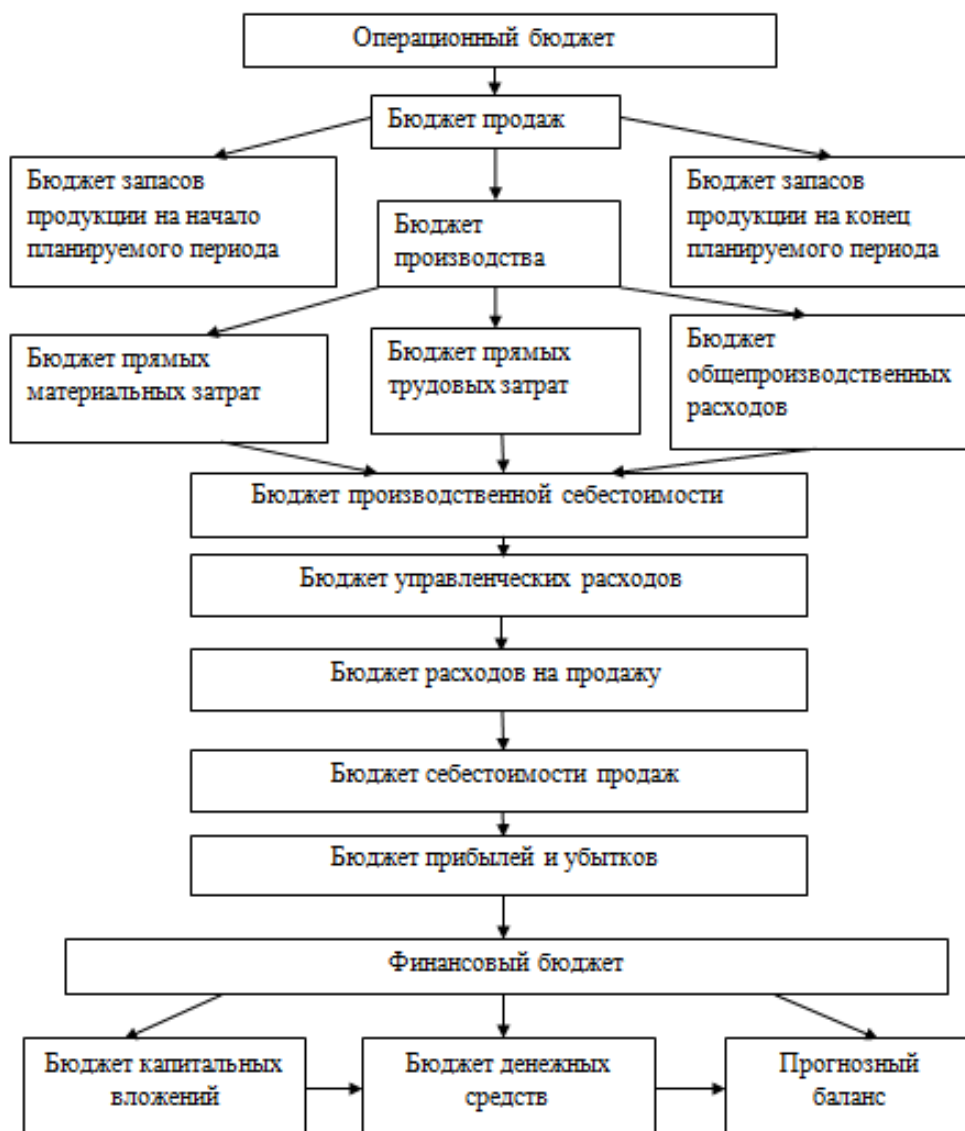 Операционный бюджет
Бюджет продаж
Бюджет запасов
продукции на начало
планируемого периода
Бюджет
производства
Бюджет запасов
продукции на конец
планируемого периода
Бюджет прямых
материальных затрат
Бюджет прямых
трудовых затрат
Бюджет
общепроизводственных
расходов
Бюджет производственной себестоимости
Бюджет управленческих расходов
Бюджет расходов на продажу
Бюджет себестоимости продаж
Бюджет прибылей и убытков
Финансовый бюджет
Бюджет капитальных
вложений
Бюджет денежных
средств
Прогнозный
баланс